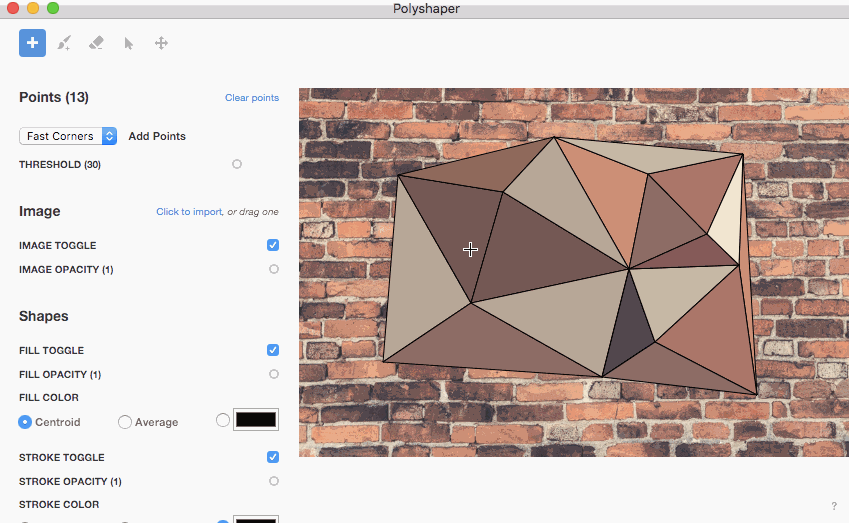 Polyshaper
Points (13)
Clear points
Fast Corners
Add Points
THRESHOLD (30)
Image
Click to import, or drag one
IMAGE TOGGLE
IMAGE OPACITY (1)
Shapes
FILL TOGGLE
FILL OPACITY (1)
FILL COLOR
Centroid
Average
STROKE TOGGLE
STROKE OPACITY (1)
STROKE COLOR
?